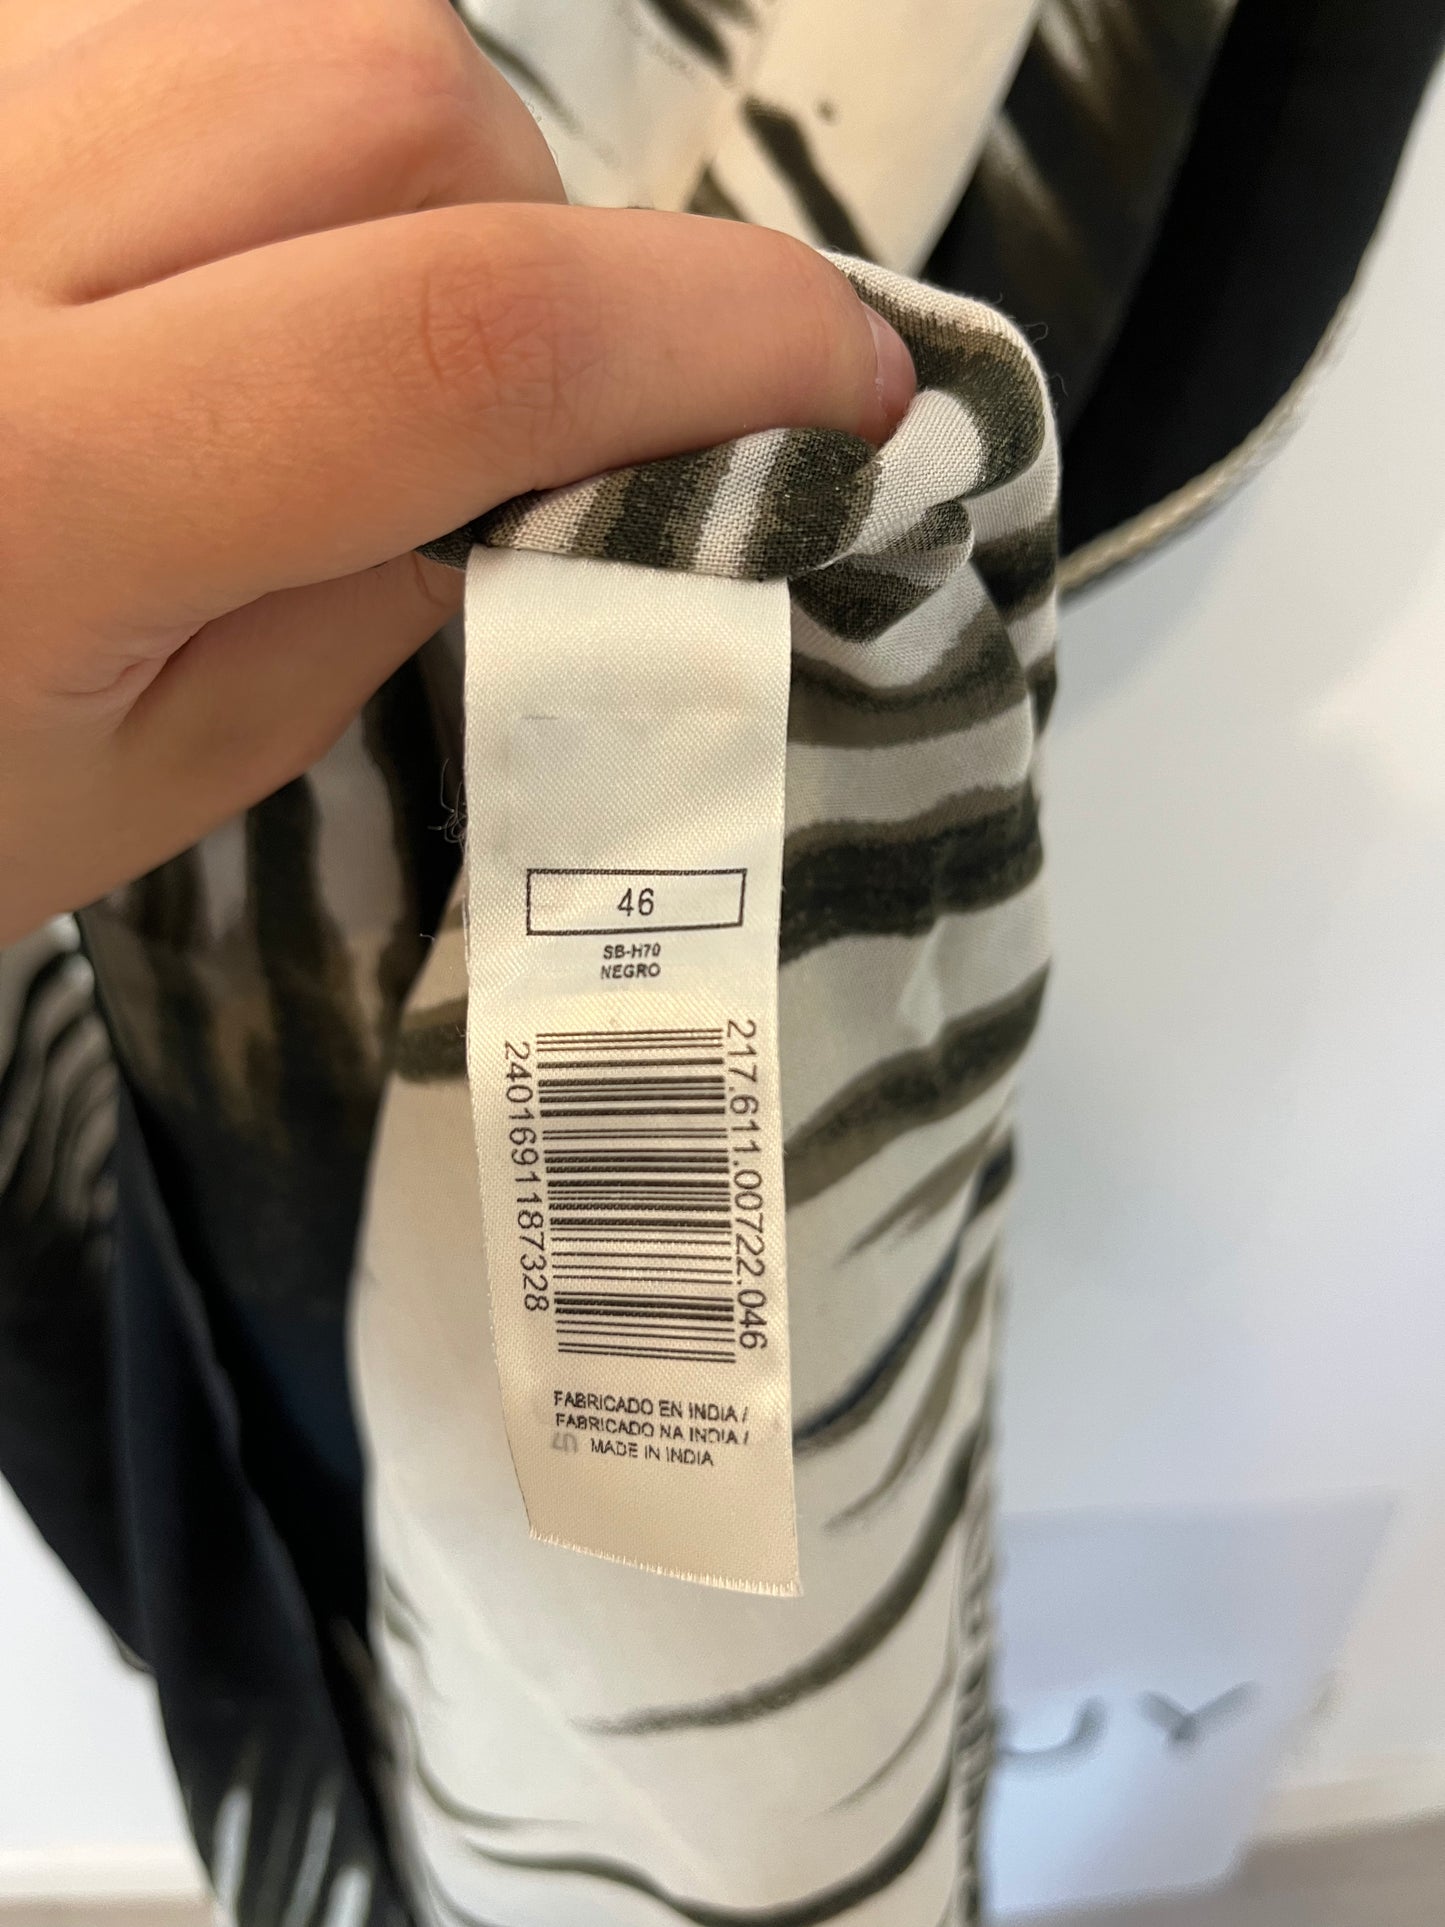 46
SB-H70
NEGRO
217.611.00722.046
2401691187328
FABRICADO EN INDIA /
FABRICADO NA INDIA /
MADE IN INDIA